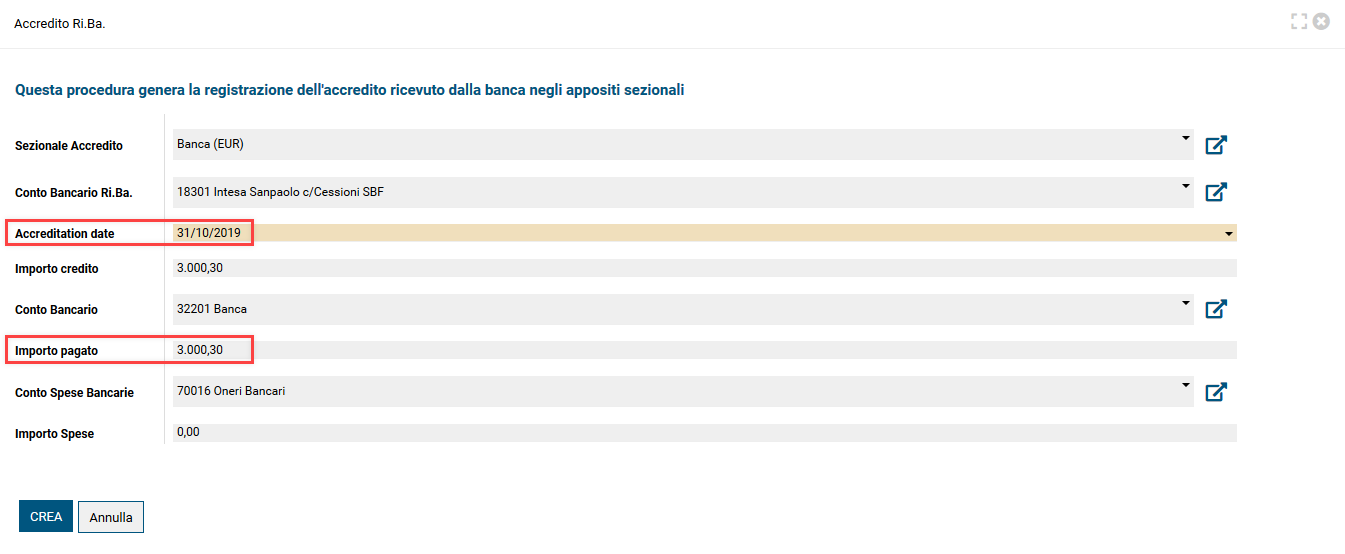 Accredito Ri.Ba.
Questa procedura genera la registrazione dell'accredito ricevuto dalla banca negli appositi sezionali
Sezionale Accredito Banca (EUR)
Conto Bancario Ri.Ba. 18301 Intesa Sanpaolo c/Cessioni SBF
Accreditation date 31/10/2019
Importo credito 3.000,30
Conto Bancario 32201 Banca
Importo pagato 3.000,30
Conto Spese Bancarie 70016 Oneri Bancari
Importo Spese 0,00
CREA Annulla